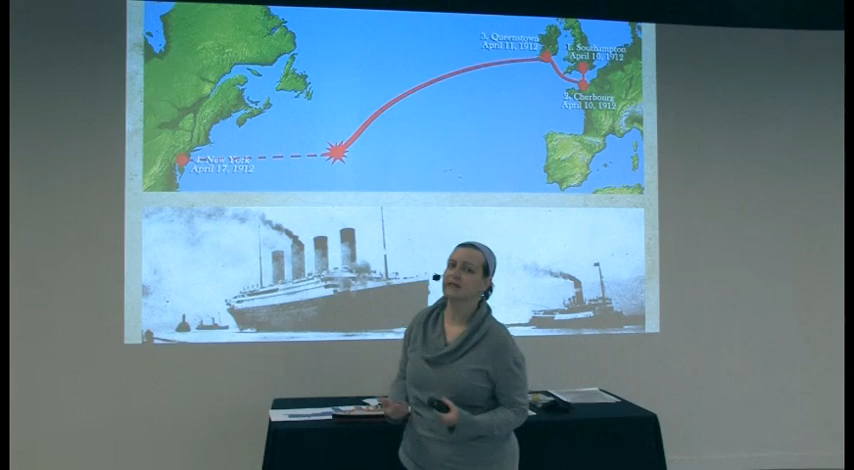 3. Queenstown
April 11, 1912
1. Southampton
April 10, 1912
2. Cherbourg
April 10, 1912
4. New York
April 17, 1912